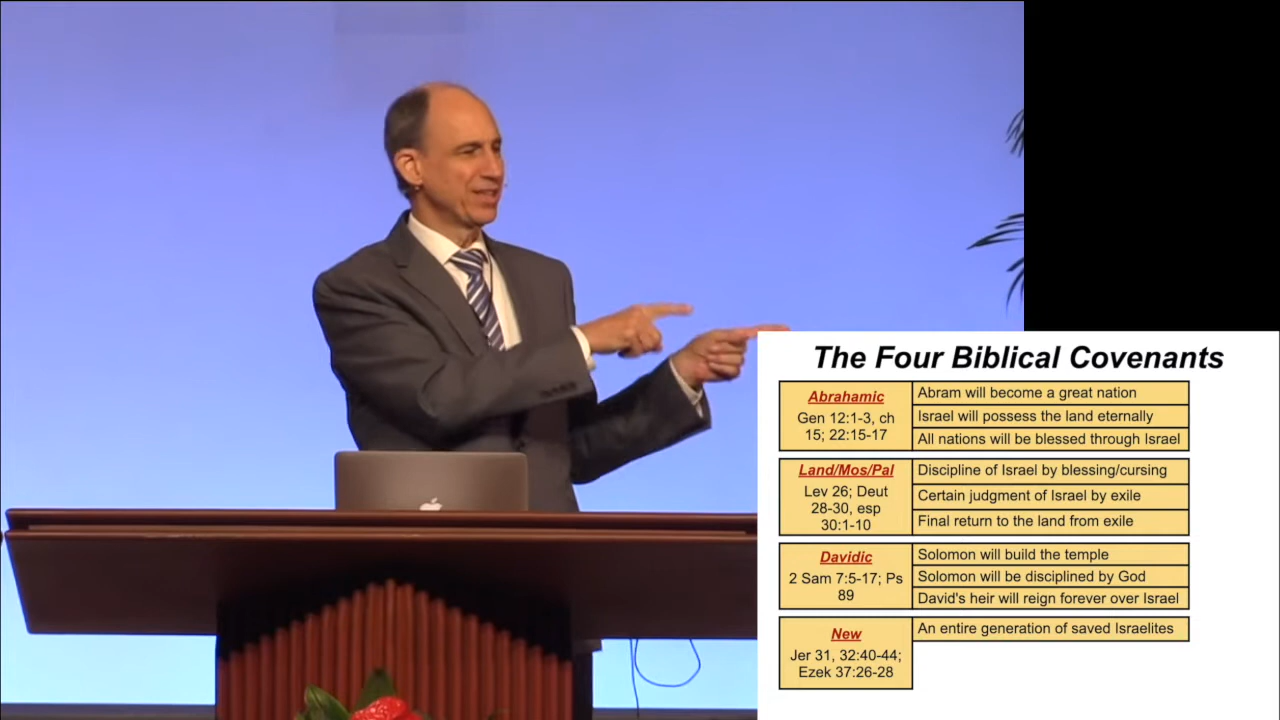 The Four Biblical Covenants
Abrahamic
Gen 12:1-3, ch
15; 22:15-17
Abram will become a great nation
Israel will possess the land eternally
All nations will be blessed through Israel
Land/Mos/Pal
Lev 26; Deut
28-30, esp
30:1-10
Discipline of Israel by blessing/cursing
Certain judgment of Israel by exile
Final return to the land from exile
Davidic
2 Sam 7:5-17; Ps
89
Solomon will build the temple
Solomon will be disciplined by God
David's heir will reign forever over Israel
New
Jer 31, 32:40-44;
Ezek 37:26-28
An entire generation of saved Israelites